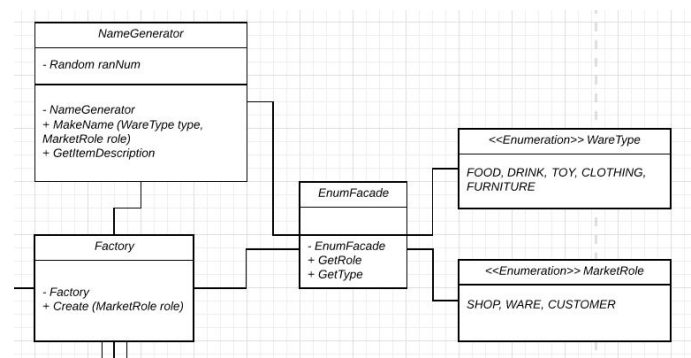 NameGenerator
- Random ranNum
- NameGenerator
+ MakeName (WareType type,
MarketRole role)
+ GetItemDescription
<<Enumeration>> WareType
FOOD, DRINK, TOY, CLOTHING,
FURNITURE
EnumFacade
- EnumFacade
+ GetRole
+ GetType
Factory
- Factory
+ Create (MarketRole role)
<<Enumeration>> MarketRole
SHOP, WARE, CUSTOMER